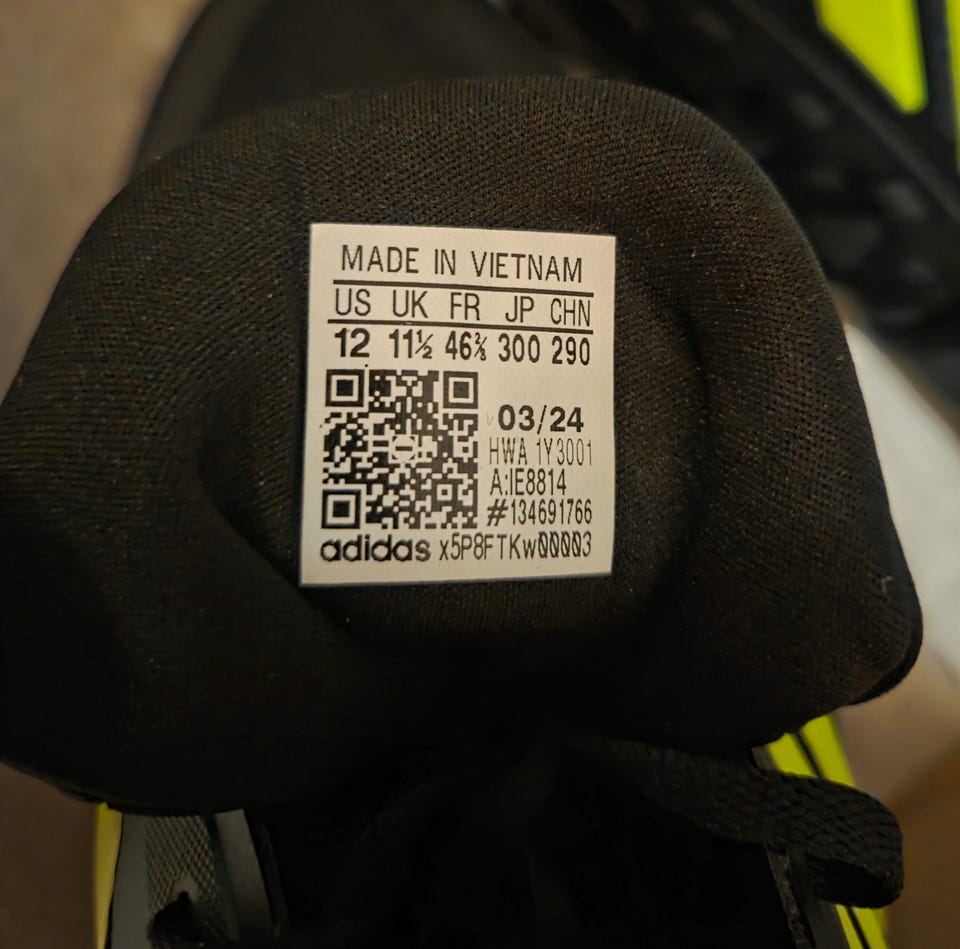 MADE IN VIETNAM
US UK FR JP CHN
12 11½ 46⅔ 300 290
03/24
HWA 1Y3001
A:IE8814
#134691766
adidas x5P8FTKw00003